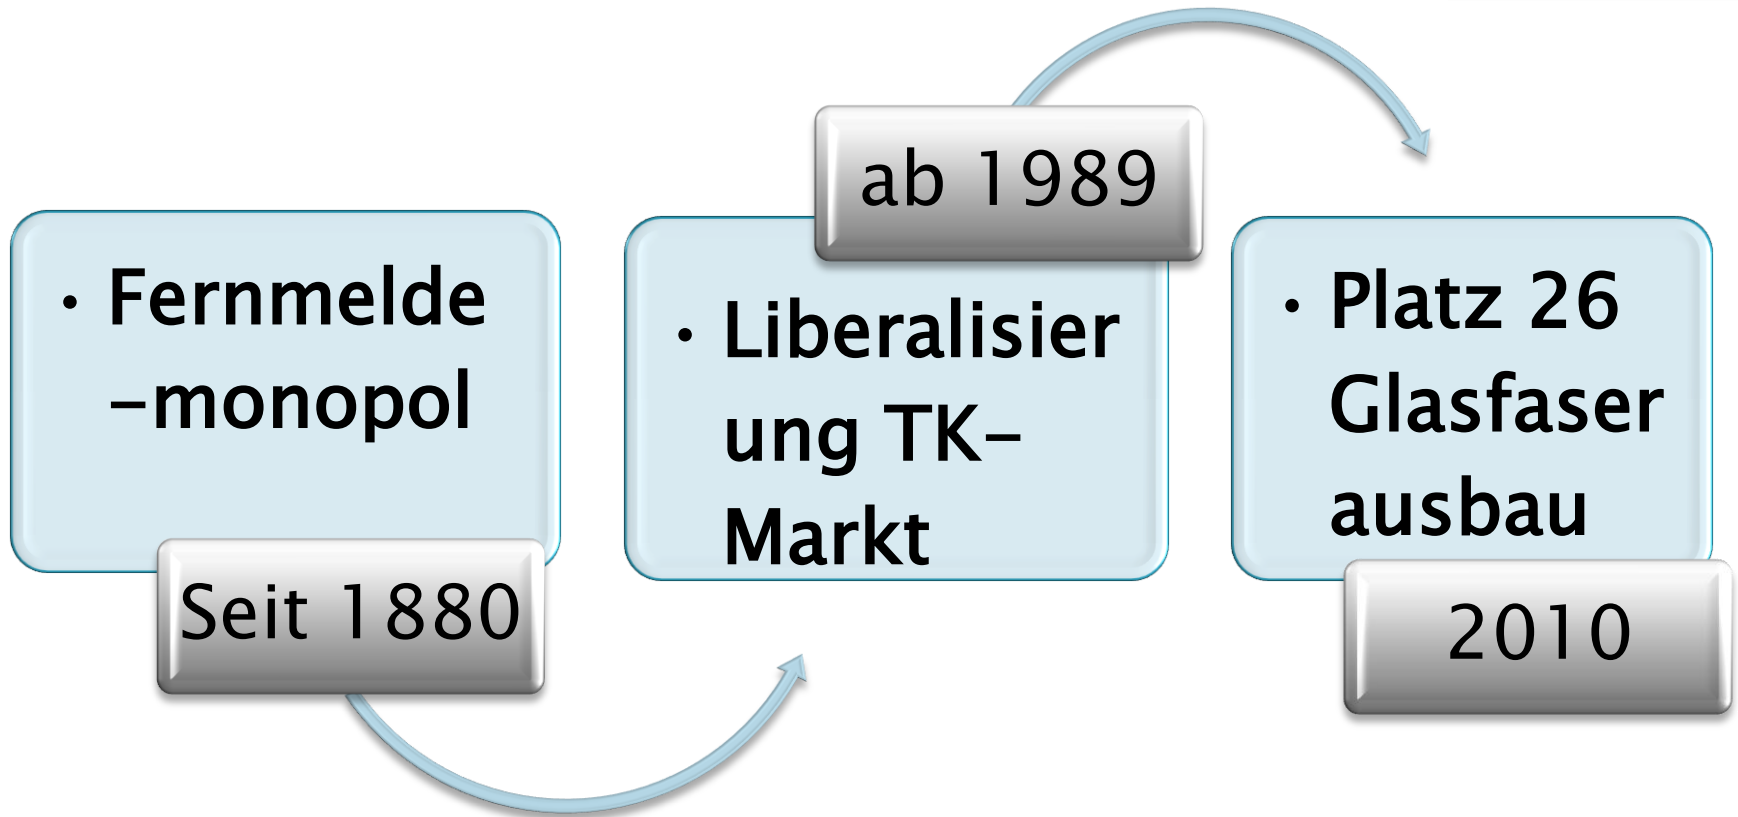 • Fernmelde
-monopol
Seit 1880
ab 1989
• Liberalisier
ung TK-
Markt
• Platz 26
Glasfaser
ausbau
2010